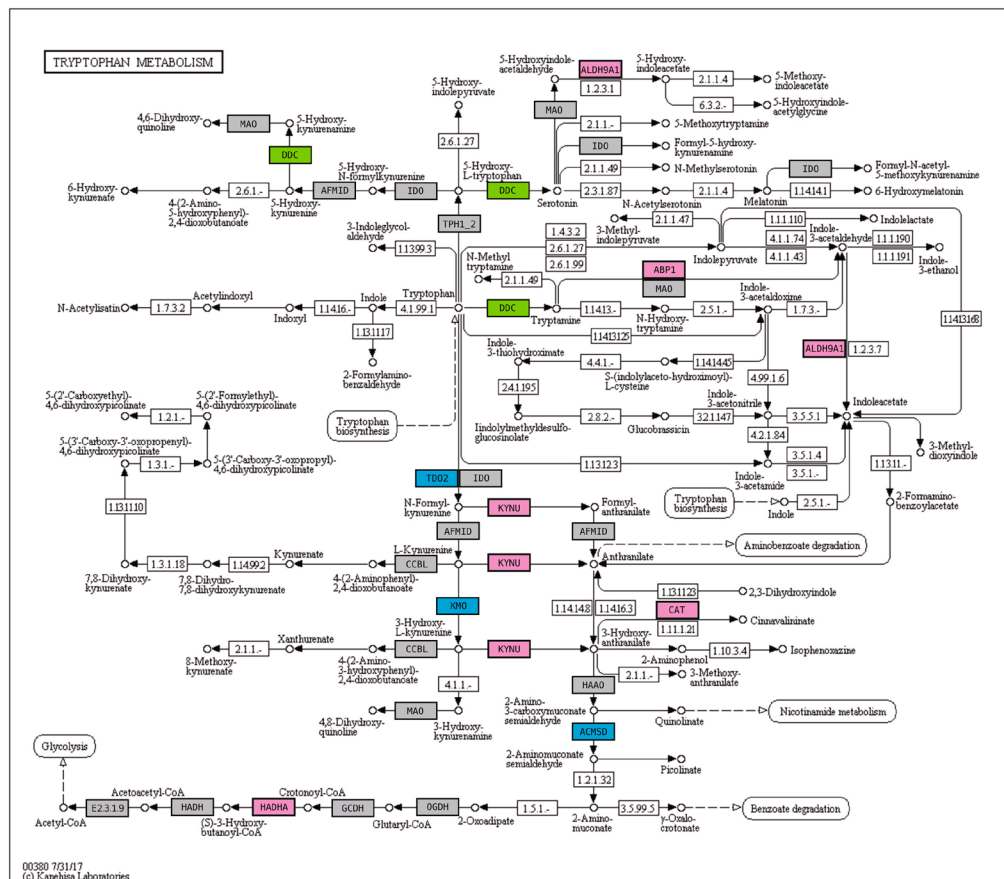 TRYPTOPHAN METABOLISM
5-Hydroxyindole-
acetaldehyde
ALDH9A1
1.2.3.1
5-Hydroxy-
indoleacetate
2.1.1.4
5-Methoxy-
indoleacetate
6.3.2.-
5-Hydroxyindole-
acetylglycine
5-Hydroxy-
indolepyruvate
MAO
2.1.1.-
5-Methoxytryptamine
4,6-Dihydroxy-
quinoline
MAO
5-Hydroxy-
kynurenamine
2.6.1.27
IDO
Formyl-5-hydroxy-
kynurenamine
DDC
5-Hydroxy-
N-formylkynurenine
5-Hydroxy-
L-tryptophan
2.1.1.49
N-Methylserotonin
IDO
Formyl-N-acetyl-
5-methoxykynurenamine
6-Hydroxy-
kynurenate
2.6.1.-
AFMID
IDO
DDC
2.3.1.87
2.1.1.4
1.14.14.1
6-Hydroxymelatonin
4-(2-Amino-
5-hydroxyphenyl)-
2,4-dioxobutanoate
5-Hydroxykynurenine
Serotonin
N-Acetylserotonin
Melatonin
TPH1_2
3-Indoleglycol-
aldehyde
1.13.99.3
1.4.3.2
2.6.1.27
2.6.1.99
2.1.1.47
3-Methyl-
indolepyruvate
1.1.1.110
Indolelactate
Indolepyruvate
4.1.1.74
4.1.1.43
Indole-
3-acetaldehyde
1.1.1.190
1.1.1.191
Indole-
3-ethanol
N-Methyl
tryptamine
2.1.1.49
ABP1
MAO
N-Acetylisatin
1.7.3.2
Acetylindoxyl
Indoxyl
1.14.16.-
Indole
4.1.99.1
Tryptophan
DDC
Tryptamine
1.14.13.-
N-Hydroxy-
tryptamine
2.5.1.-
Indole-
3-acetaldoxime
1.7.3.-
1.13.11.17
2-Formylamino-
benzaldehyde
1.14.13.125
1.14.13.168
Indole-
3-thiohydroximate
4.4.1.-
1.14.14.45
S-(indolylaceto-hydroximoyl)-
L-cysteine
ALDH9A1
1.2.3.7
4.99.1.6
2.4.1.195
5-(2'-Carboxyethyl)-
4,6-dihydroxypicolinate
1.2.1.-
5-(2'-Formylethyl)-
4,6-dihydroxypicolinate
Indole-
3-acetonitrile
Indoleacetate
Tryptophan
biosynthesis
Iindolylmethyldesulfo-
glucosinolate
2.8.2.-
Glucobrassicin
3.2.1.147
3.5.5.1
4.2.1.84
3-Methyl-
dioxyindole
5-(3'-Carboxy-3'-oxopropenyl)-
4,6-dihydroxypicolinate
1.3.1.-
5-(3'-Carboxy-3'-oxopropyl)-
4,6-dihydroxypicolinate
1.13.12.3
3.5.1.4
3.5.1.-
Indole-
3-acetamide
1.13.11.-
TDO2
IDO
Tryptophan
biosynthesis
Indole
2.5.1.-
2-Formamino-
benzoylacetate
1.13.11.10
N-Formyl-
kynurenine
KYNU
Formyl-
anthranilate
AFMID
AFMID
Aminobenzoate degradation
7,8-Dihydroxy-
kynurenate
1.3.1.18
7,8-Dihydro-
7,8-dihydroxykynurenate
1.14.99.2
Kynurenate
CCBL
L-Kynurenine
KYNU
Anthranilate
4-(2-Aminophenyl)-
2,4-dioxobutanoate
1.13.11.23
2,3-Dihydroxyindole
KMO
1.14.14.8
1.14.16.3
CAT
1.11.1.21
Cinnavalininate
8-Methoxy-
kynurenate
2.1.1.-
Xanthurenate
CCBL
3-Hydroxy-
L-kynurenine
KYNU
3-Hydroxy-
anthranilate
2-Aminophenol
1.10.3.4
Isophenoxazine
4-(2-Amino-
3-hydroxyphenyl)-
2,4-dioxobutanoate
2.1.1.-
3-Methoxy-
anthranilate
4.1.1.-
HAAO
4,8-Dihydroxy-
quinoline
MAO
3-Hydroxy-
kynurenamine
2-Amino-
3-carboxymuconate
semialdehyde
Quinolinate
Nicotinamide metabolism
ACMSD
Glycolysis
2-Aminomuconate
semialdehyde
Picolinate
1.2.1.32
Acetyl-CoA
E2.3.1.9
Acetoacetyl-CoA
HADH
(S)-3-Hydroxy-
butanoyl-CoA
HADHA
Crotonoyl-CoA
GCDH
Glutaryl-CoA
OGDH
2-Oxoadipate
1.5.1.-
2-Amino-
muconate
3.5.99.5
γ-Oxalo-
crotonate
Benzoate degradation
00380 7/31/17
(c) Kanehisa Laboratories